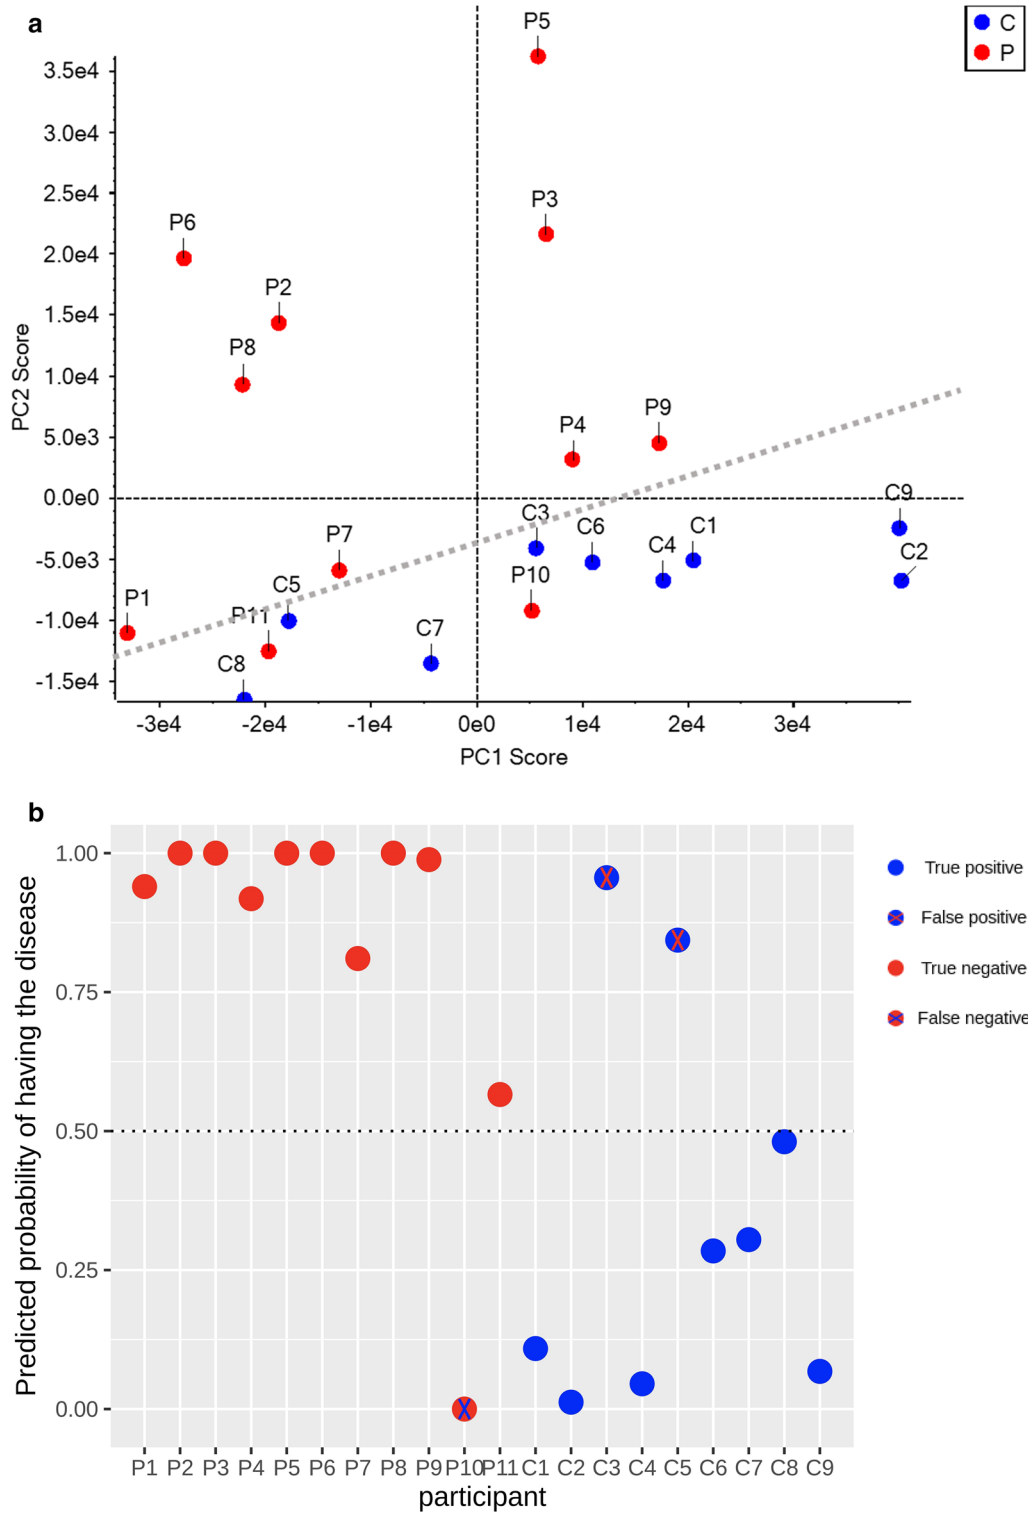 a
P5
C
P
3.5e4
3.0e4
P3
2.5e4
P6
2.0e4
P2
1.5e4
P8
1.0e4
P9
P4
5.0e3
0.0e0
C9
C3
C6
C1
P7
C4
C2
-5.0e3
P10
C5
P1
P11
-1.0e4
C7
C8
-1.5e4
PC2 Score
-3e4 -2e4 -1e4 0e0 1e4 2e4 3e4
PC1 Score
b
1.00
0.75
0.50
0.25
0.00
Predicted probability of having the disease
True positive
False positive
True negative
False negative
P1 P2 P3 P4 P5 P6 P7 P8 P9 P10 P11 C1 C2 C3 C4 C5 C6 C7 C8 C9
participant